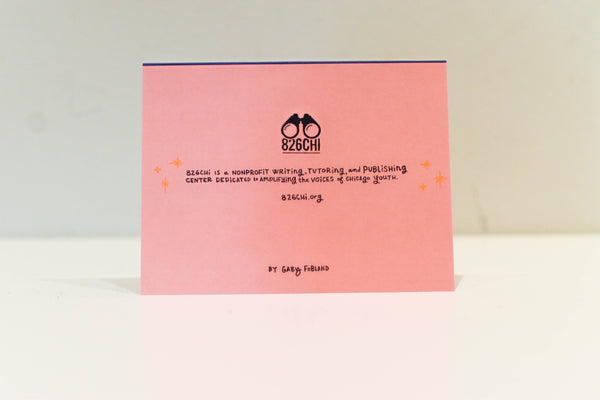 826CHI
826CHI is a NONPROFIT WRiting, TUTORing, and PUBLiSHing
CENTER DEDICATED to AMPLIFYing the VOICES OF CHICAgo YOUTH.
826CHI.org
BY GABY FEBLAND